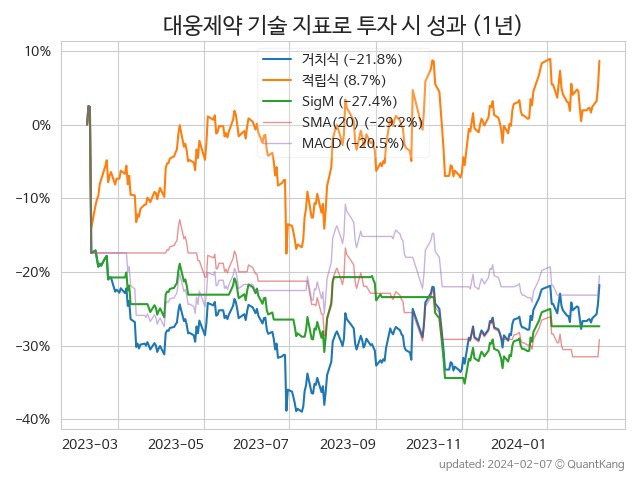 대웅제약 기술 지표로 투자 시 성과 (1년)
거치식 (−21.8%)
적립식 (8.7%)
SigM (−27.4%)
SMA(20) (−29.2%)
MACD (−20.5%)
10%
0%
−10%
−20%
−30%
−40%
2023-03
2023-05
2023-07
2023-09
2023-11
2024-01
updated: 2024-02-07 © QuantKang